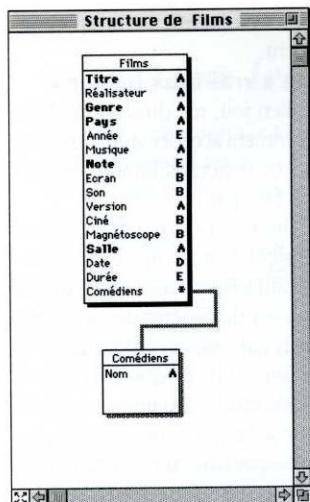 Structure de Films
Films
Titre A
Réalisateur A
Genre A
Pays A
Année E
Musique A
Note E
Ecran B
Son B
Version A
Ciné B
Magnétoscope B
Salle A
Date D
Durée E
Comédiens *
Comédiens
Nom A